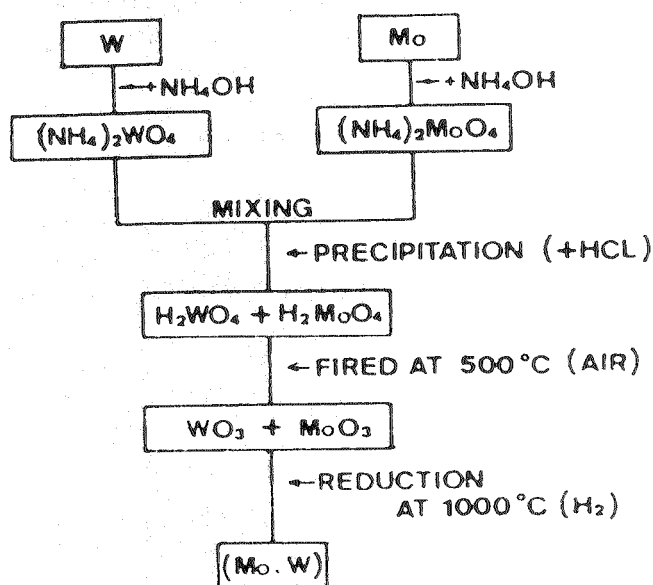 W
Mo
+NH₄OH
+NH₄OH
(NH₄)₂WO₄
(NH₄)₂MoO₄
MIXING
PRECIPITATION (+HCL)
H₂WO₄ + H₂MoO₄
FIRED AT 500°C (AIR)
WO₃ + MoO₃
REDUCTION
AT 1000°C (H₂)
(Mo.W)